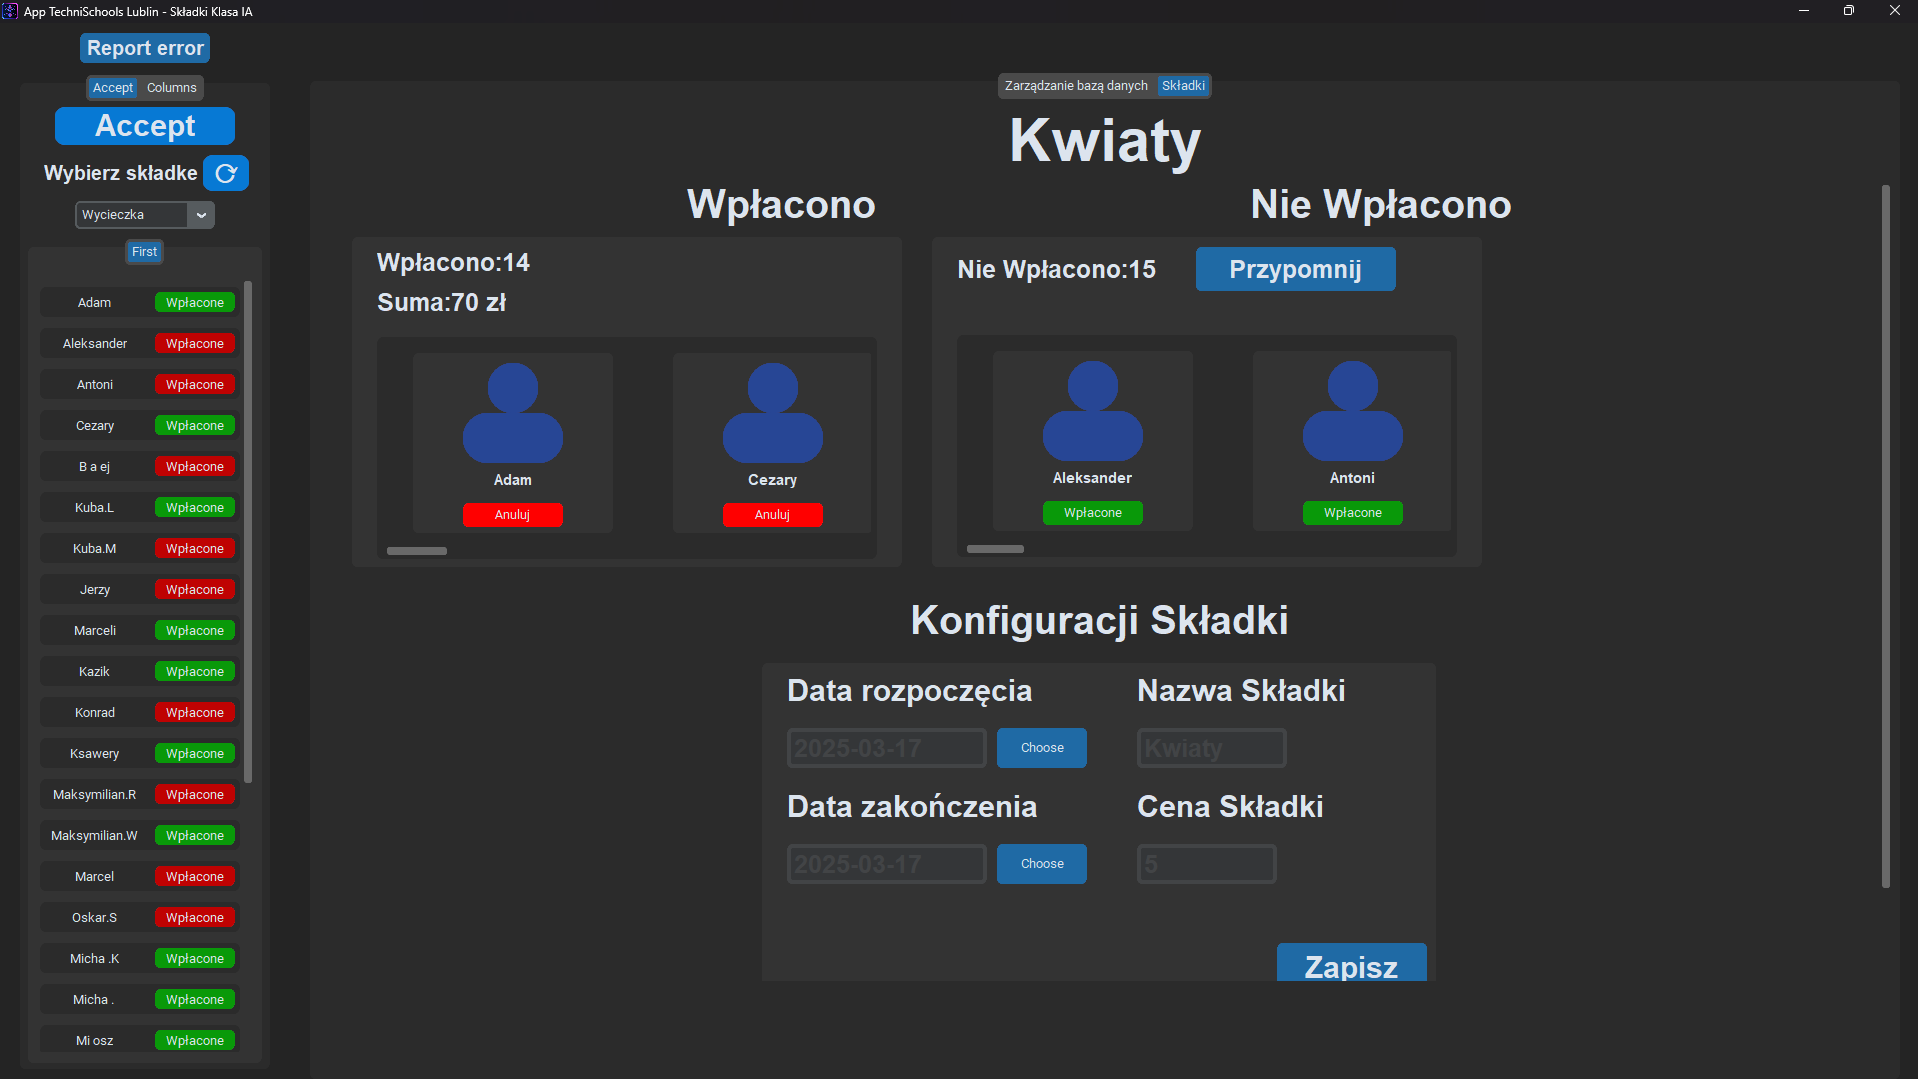 App TechniSchools Lublin - Składki Klasa IA
Report error
Accept Columns
Accept
Wybierz składke
Wycieczka
First
Adam Wpłacone
Aleksander Wpłacone
Antoni Wpłacone
Cezary Wpłacone
B a ej Wpłacone
Kuba.L Wpłacone
Kuba.M Wpłacone
Jerzy Wpłacone
Marceli Wpłacone
Kazik Wpłacone
Konrad Wpłacone
Ksawery Wpłacone
Maksymilian.R Wpłacone
Maksymilian.W Wpłacone
Marcel Wpłacone
Oskar.S Wpłacone
Micha .K Wpłacone
Micha . Wpłacone
Mi osz Wpłacone
Zarządzanie bazą danych Składki
Kwiaty
Wpłacono
Wpłacono:14
Suma:70 zł
Adam
Anuluj
Cezary
Anuluj
Nie Wpłacono
Nie Wpłacono:15 Przypomnij
Aleksander
Wpłacone
Antoni
Wpłacone
Konfiguracji Składki
Data rozpoczęcia
2025-03-17 Choose
Nazwa Składki
Kwiaty
Data zakończenia
2025-03-17 Choose
Cena Składki
5
Zapisz